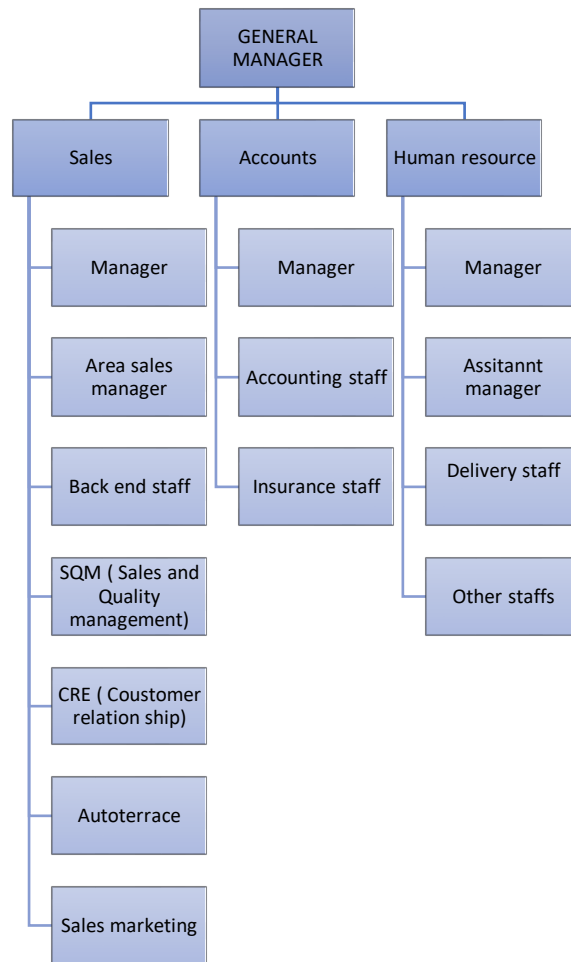 GENERAL
MANAGER
Sales
Accounts
Human resource
Manager
Area sales
manager
Back end staff
SQM ( Sales and
Quality
management)
CRE ( Coustomer
relation ship)
Autoterrace
Sales marketing
Manager
Accounting staff
Insurance staff
Manager
Assitannt
manager
Delivery staff
Other staffs